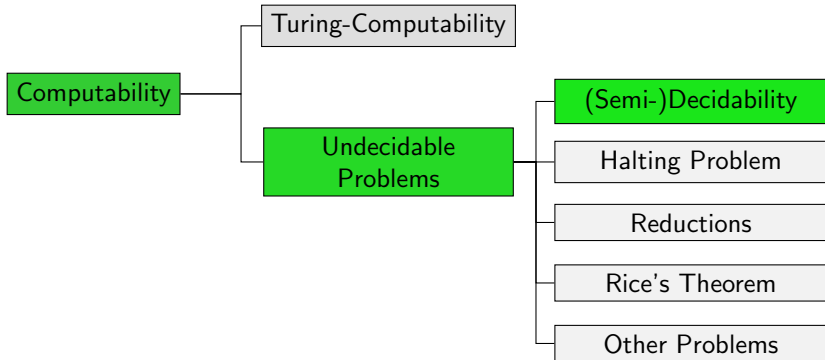 Turing-Computability
Computability
Undecidable
Problems
(Semi-)Decidability
Halting Problem
Reductions
Rice's Theorem
Other Problems